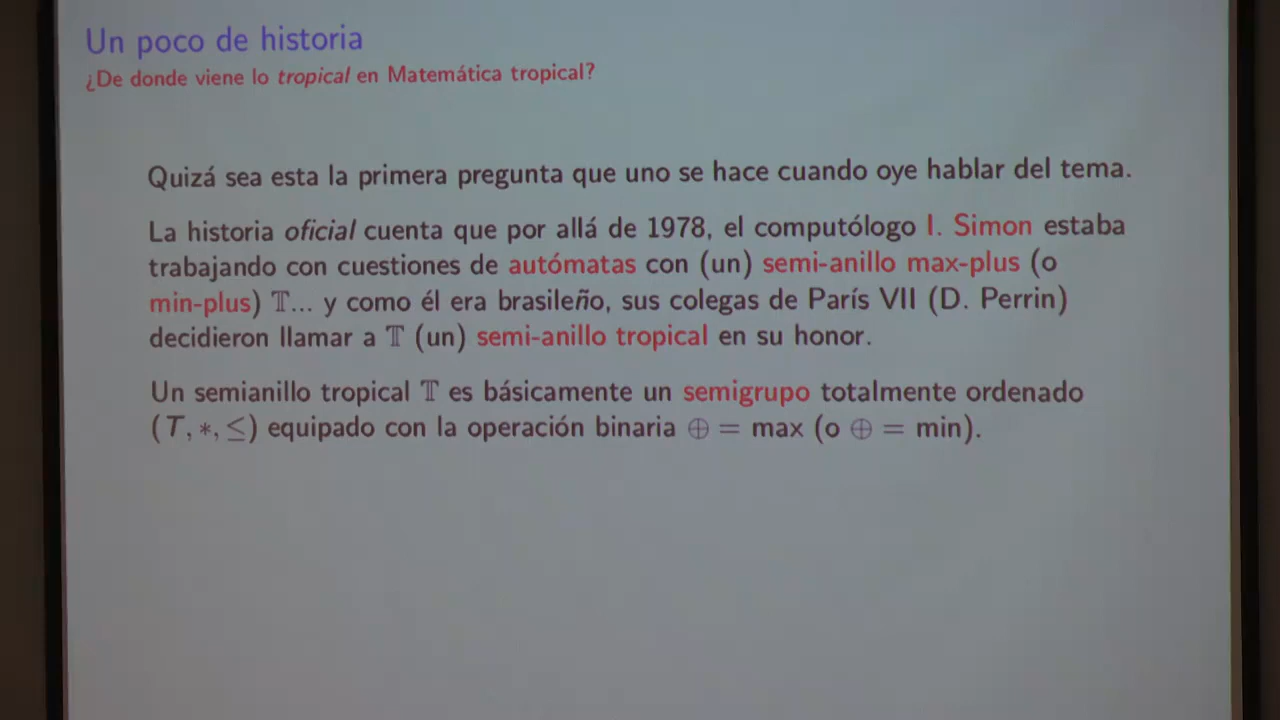 Un poco de historia
¿De donde viene lo tropical en Matemática tropical?
Quizá sea esta la primera pregunta que uno se hace cuando oye hablar del tema.
La historia oficial cuenta que por allá de 1978, el computólogo I. Simon estaba
trabajando con cuestiones de autómatas con (un) semi-anillo max-plus (o
min-plus) 𝕋... y como él era brasileño, sus colegas de París VII (D. Perrin)
decidieron llamar a 𝕋 (un) semi-anillo tropical en su honor.
Un semianillo tropical 𝕋 es básicamente un semigrupo totalmente ordenado
(T, *, ≤) equipado con la operación binaria ⊕ = max (o ⊕ = min).